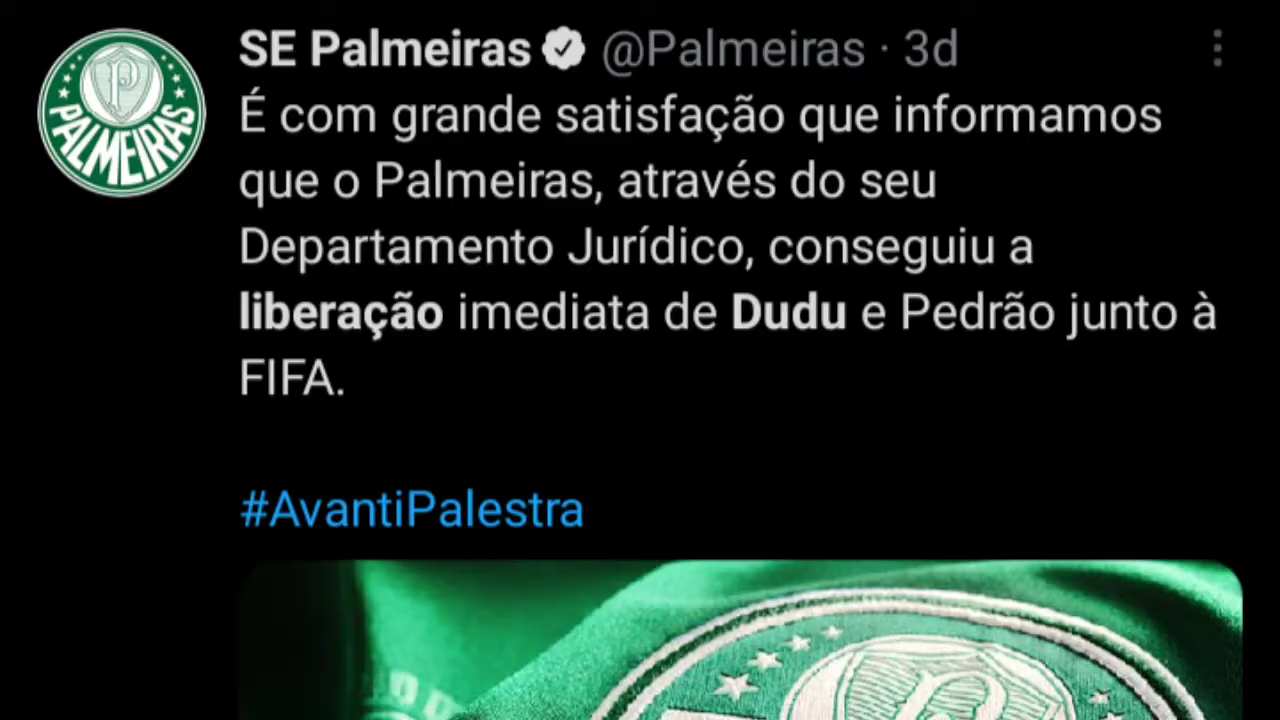 SE Palmeiras @Palmeiras · 3d
É com grande satisfação que informamos
que o Palmeiras, através do seu
Departamento Jurídico, conseguiu a
liberação imediata de Dudu e Pedrão junto à
FIFA.
#AvantiPalestra
P
PALMEIRAS